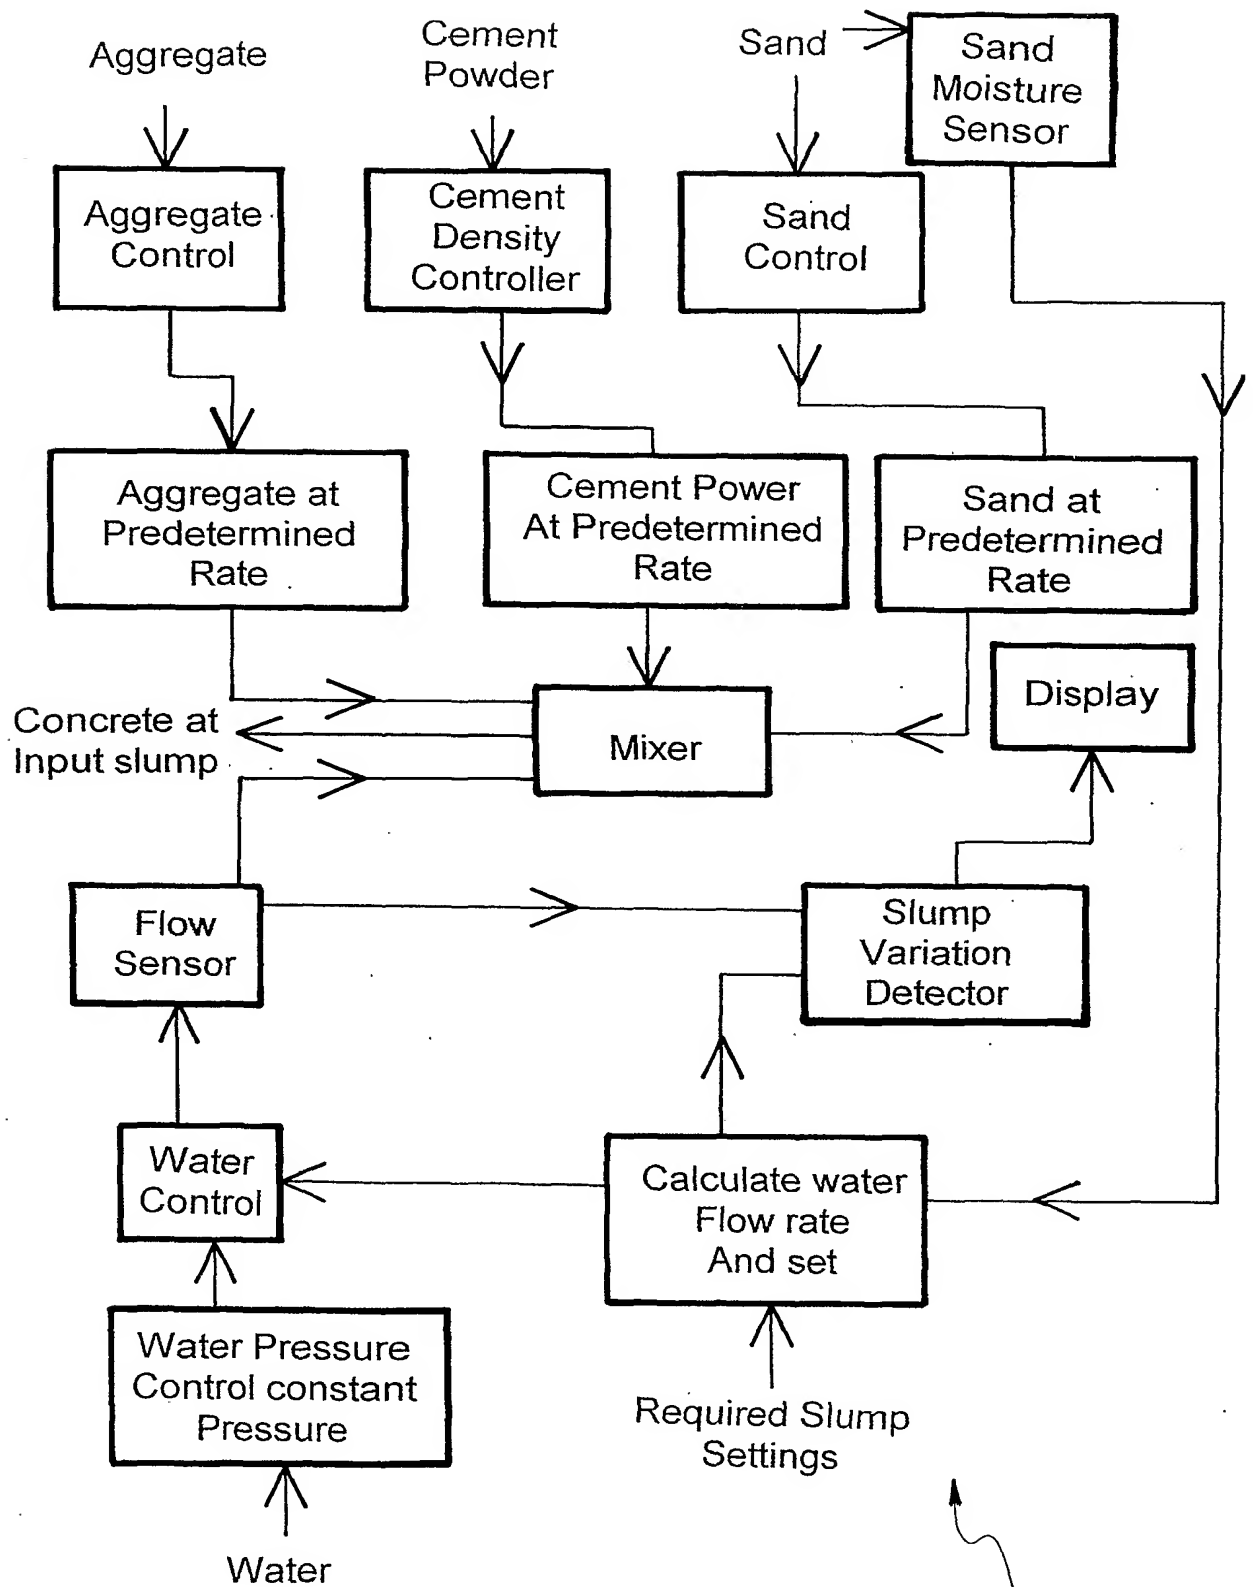 Aggregate
Cement
Powder
Sand
Sand
Moisture
Sensor
Aggregate
Control
Cement
Density
Controller
Sand
Control
Aggregate at
Predetermined
Rate
Cement Power
At Predetermined
Rate
Sand at
Predetermined
Rate
Display
Concrete at
Input slump
Mixer
Flow
Sensor
Slump
Variation
Detector
Water
Control
Calculate water
Flow rate
And set
Water Pressure
Control constant
Pressure
Required Slump
Settings
Water